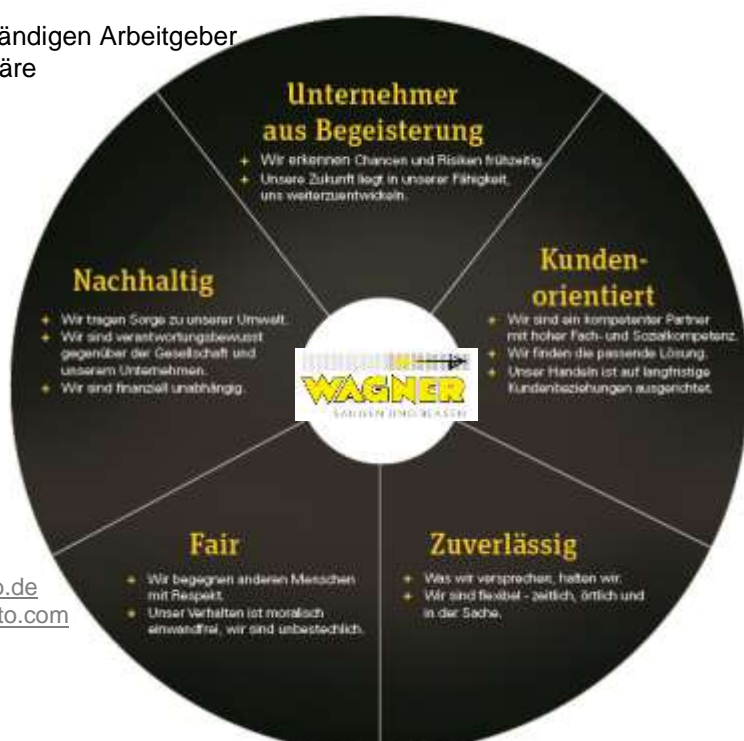 ändigen Arbeitgeber
äre
Unternehmer
aus Begeisterung
+ Wir erkennen Chancen und Risiken frühzeitig.
+ Unsere Zukunft liegt in unserer Fähigkeit,
uns weiterzuentwickeln.
Nachhaltig
+ Wir tragen Sorge zu unserer Umwelt.
+ Wir sind verantwortungsbewusst
gegenüber der Gesellschaft und
unserem Unternehmen.
+ Wir sind finanziell unabhängig.
Kunden-
orientiert
+ Wir sind ein kompetenter Partner
mit hoher Fach- und Sozialkompetenz.
+ Wir finden die passende Lösung.
+ Unser Handeln ist auf langfristige
Kundenbeziehungen ausgerichtet.
WAGNER
SAUGEN UND BLASEN
Fair
+ Wir begegnen anderen Menschen
mit Respekt.
+ Unser Verhalten ist moralisch
einwandfrei, wir sind unbestechlich.
Zuverlässig
+ Was wir versprechen, halten wir.
+ Wir sind flexibel - zeitlich, örtlich und
in der Sache.
o.de
to.com